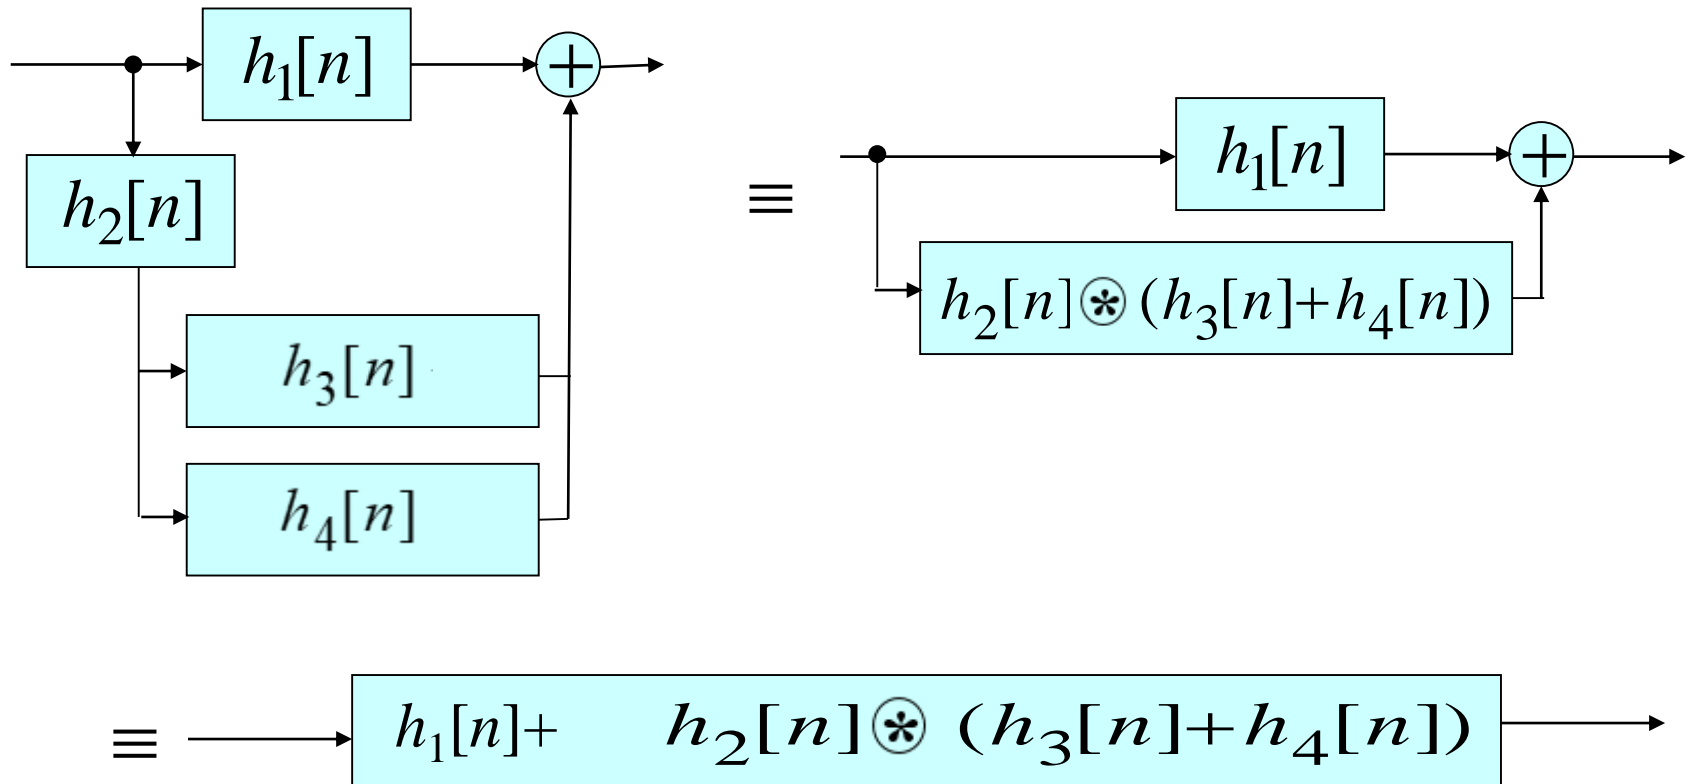 h₁[n] +
h₂[n]
h₃[n]
h₄[n]
≡
h₁[n] +
h₂[n]⊛(h₃[n]+h₄[n])
≡ h₁[n]+ h₂[n]⊛(h₃[n]+h₄[n])